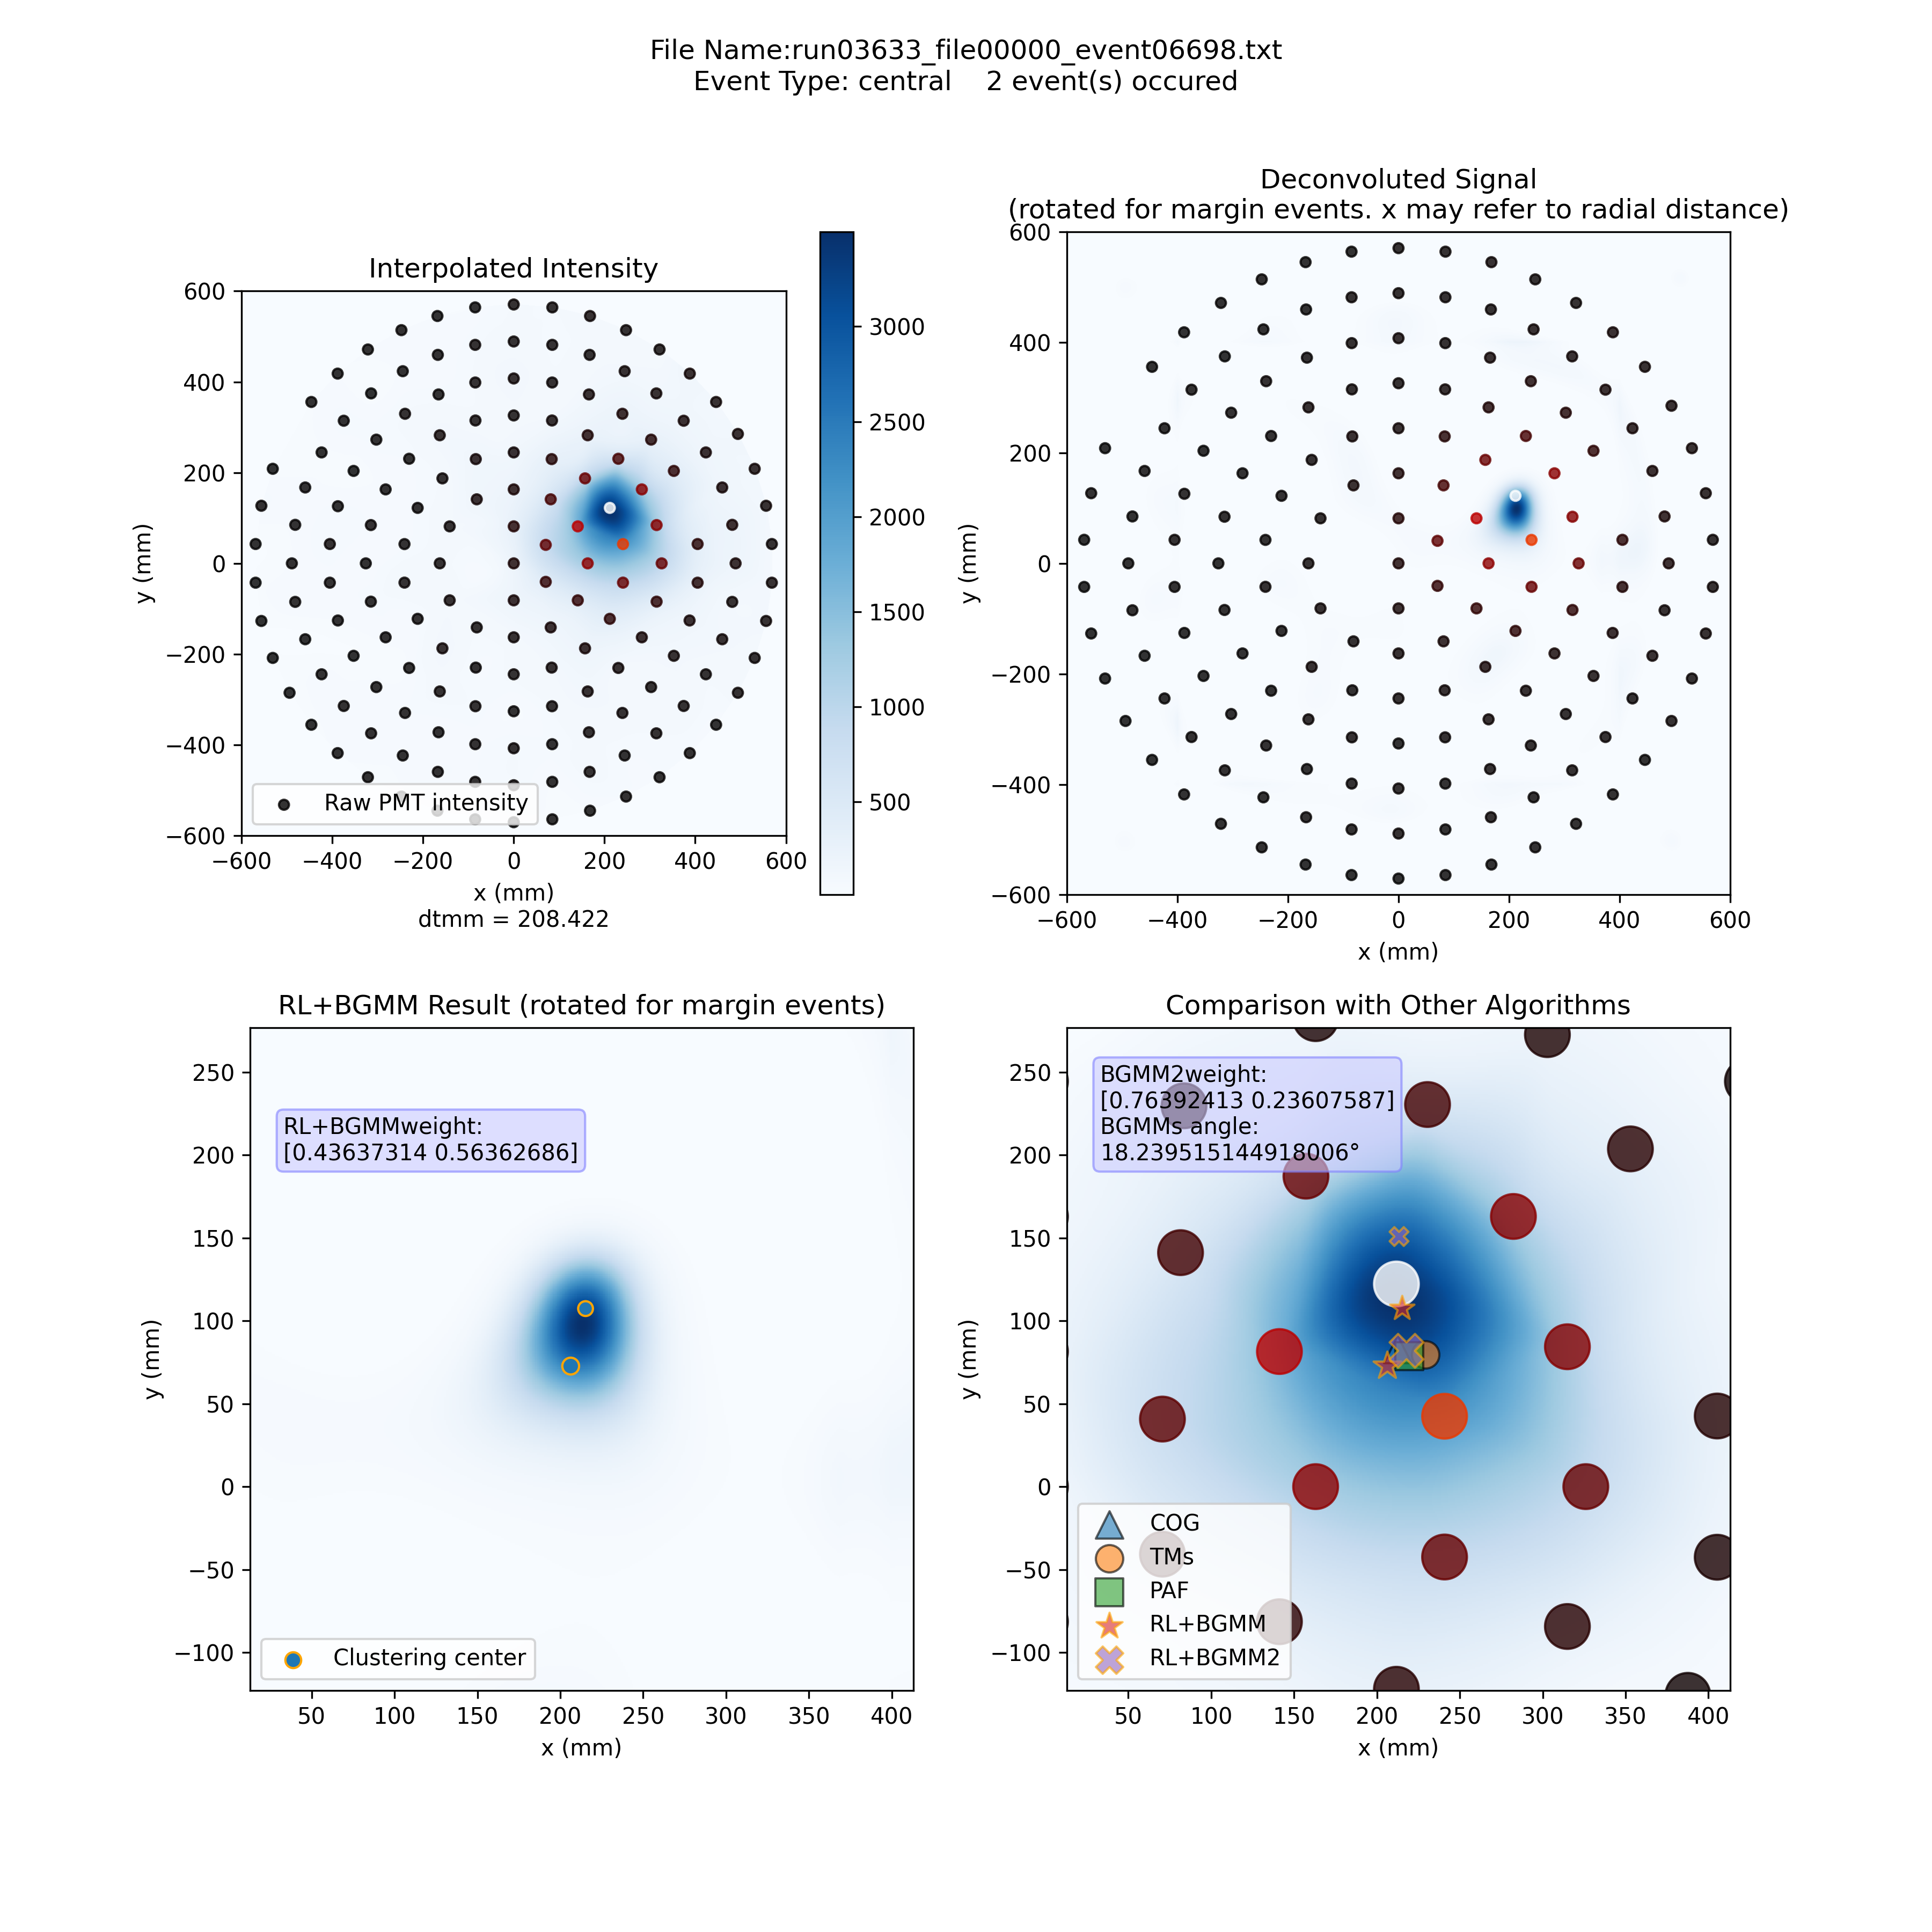 File Name:run03633_file00000_event06698.txt
Event Type: central    2 event(s) occured
Interpolated Intensity
600
400
200
0
−200
−400
−600
y (mm)
Raw PMT intensity
−600 −400 −200 0 200 400 600
x (mm)
dtmm = 208.422
3000
2500
2000
1500
1000
500
Deconvoluted Signal
(rotated for margin events. x may refer to radial distance)
600
400
200
0
−200
−400
−600
y (mm)
−600 −400 −200 0 200 400 600
x (mm)
RL+BGMM Result (rotated for margin events)
250
200
150
100
50
0
−50
−100
y (mm)
RL+BGMMweight:
[0.43637314 0.56362686]
Clustering center
50 100 150 200 250 300 350 400
x (mm)
Comparison with Other Algorithms
250
200
150
100
50
0
−50
−100
y (mm)
BGMM2weight:
[0.76392413 0.23607587]
BGMMs angle:
18.239515144918006°
COG
TMs
PAF
RL+BGMM
RL+BGMM2
50 100 150 200 250 300 350 400
x (mm)